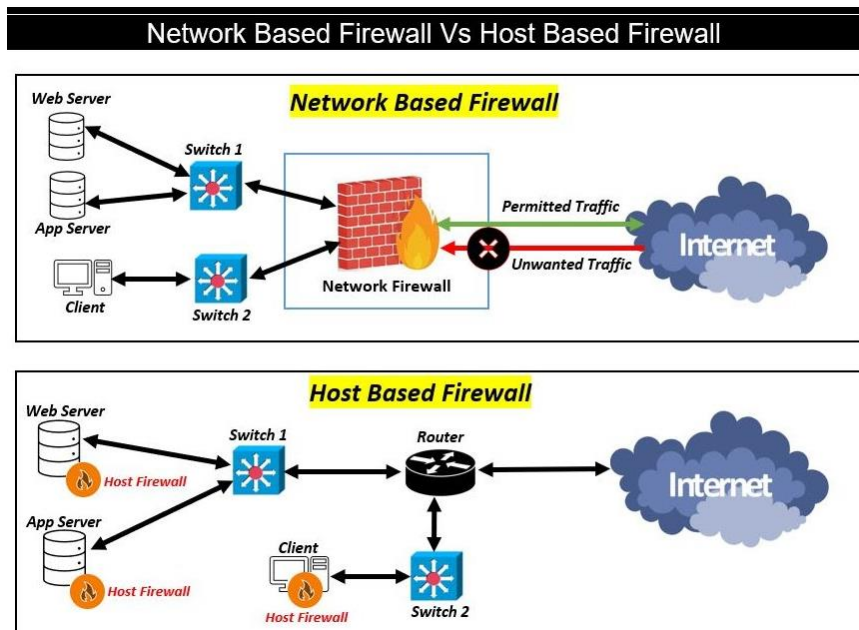 Network Based Firewall Vs Host Based Firewall
Network Based Firewall
Web Server
Switch 1
App Server
Permitted Traffic
Internet
Unwanted Traffic
Network Firewall
Client
Switch 2
Host Based Firewall
Web Server
Switch 1
Router
Host Firewall
Internet
App Server
Client
Host Firewall
Switch 2
Host Firewall